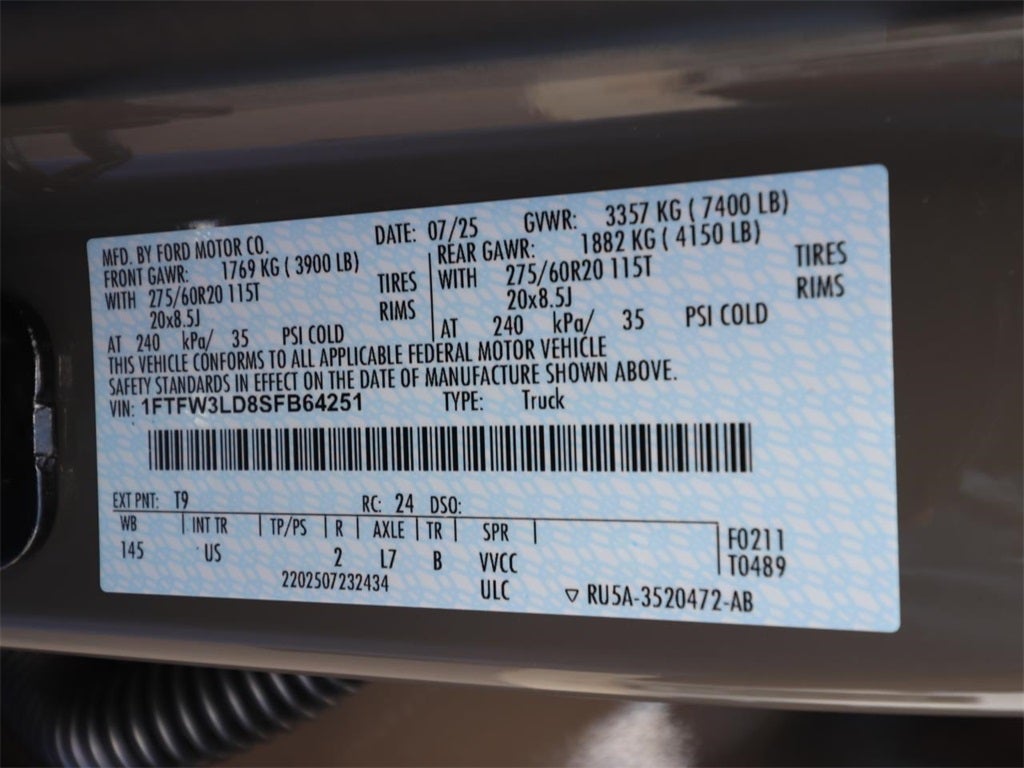 MFD. BY FORD MOTOR CO. DATE: 07/25 GVWR: 3357 KG ( 7400 LB)
FRONT GAWR: 1769 KG ( 3900 LB) REAR GAWR: 1882 KG ( 4150 LB)
WITH 275/60R20 115T TIRES WITH 275/60R20 115T TIRES
20x8.5J RIMS 20x8.5J RIMS
AT 240 kPa/ 35 PSI COLD AT 240 kPa/ 35 PSI COLD
THIS VEHICLE CONFORMS TO ALL APPLICABLE FEDERAL MOTOR VEHICLE
SAFETY STANDARDS IN EFFECT ON THE DATE OF MANUFACTURE SHOWN ABOVE.
VIN: 1FTFW3LD8SFB64251 TYPE: Truck
EXT PNT: T9 RC: 24 DSO:
WB INT TR TP/PS R AXLE TR SPR F0211
145 US 2 L7 B VVCC T0489
2202507232434 ULC ▽ RU5A-3520472-AB